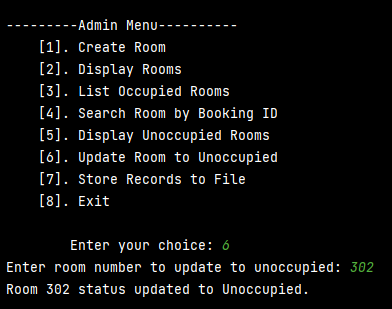 ---------Admin Menu----------
[1]. Create Room
[2]. Display Rooms
[3]. List Occupied Rooms
[4]. Search Room by Booking ID
[5]. Display Unoccupied Rooms
[6]. Update Room to Unoccupied
[7]. Store Records to File
[8]. Exit
Enter your choice: 6
Enter room number to update to unoccupied: 302
Room 302 status updated to Unoccupied.